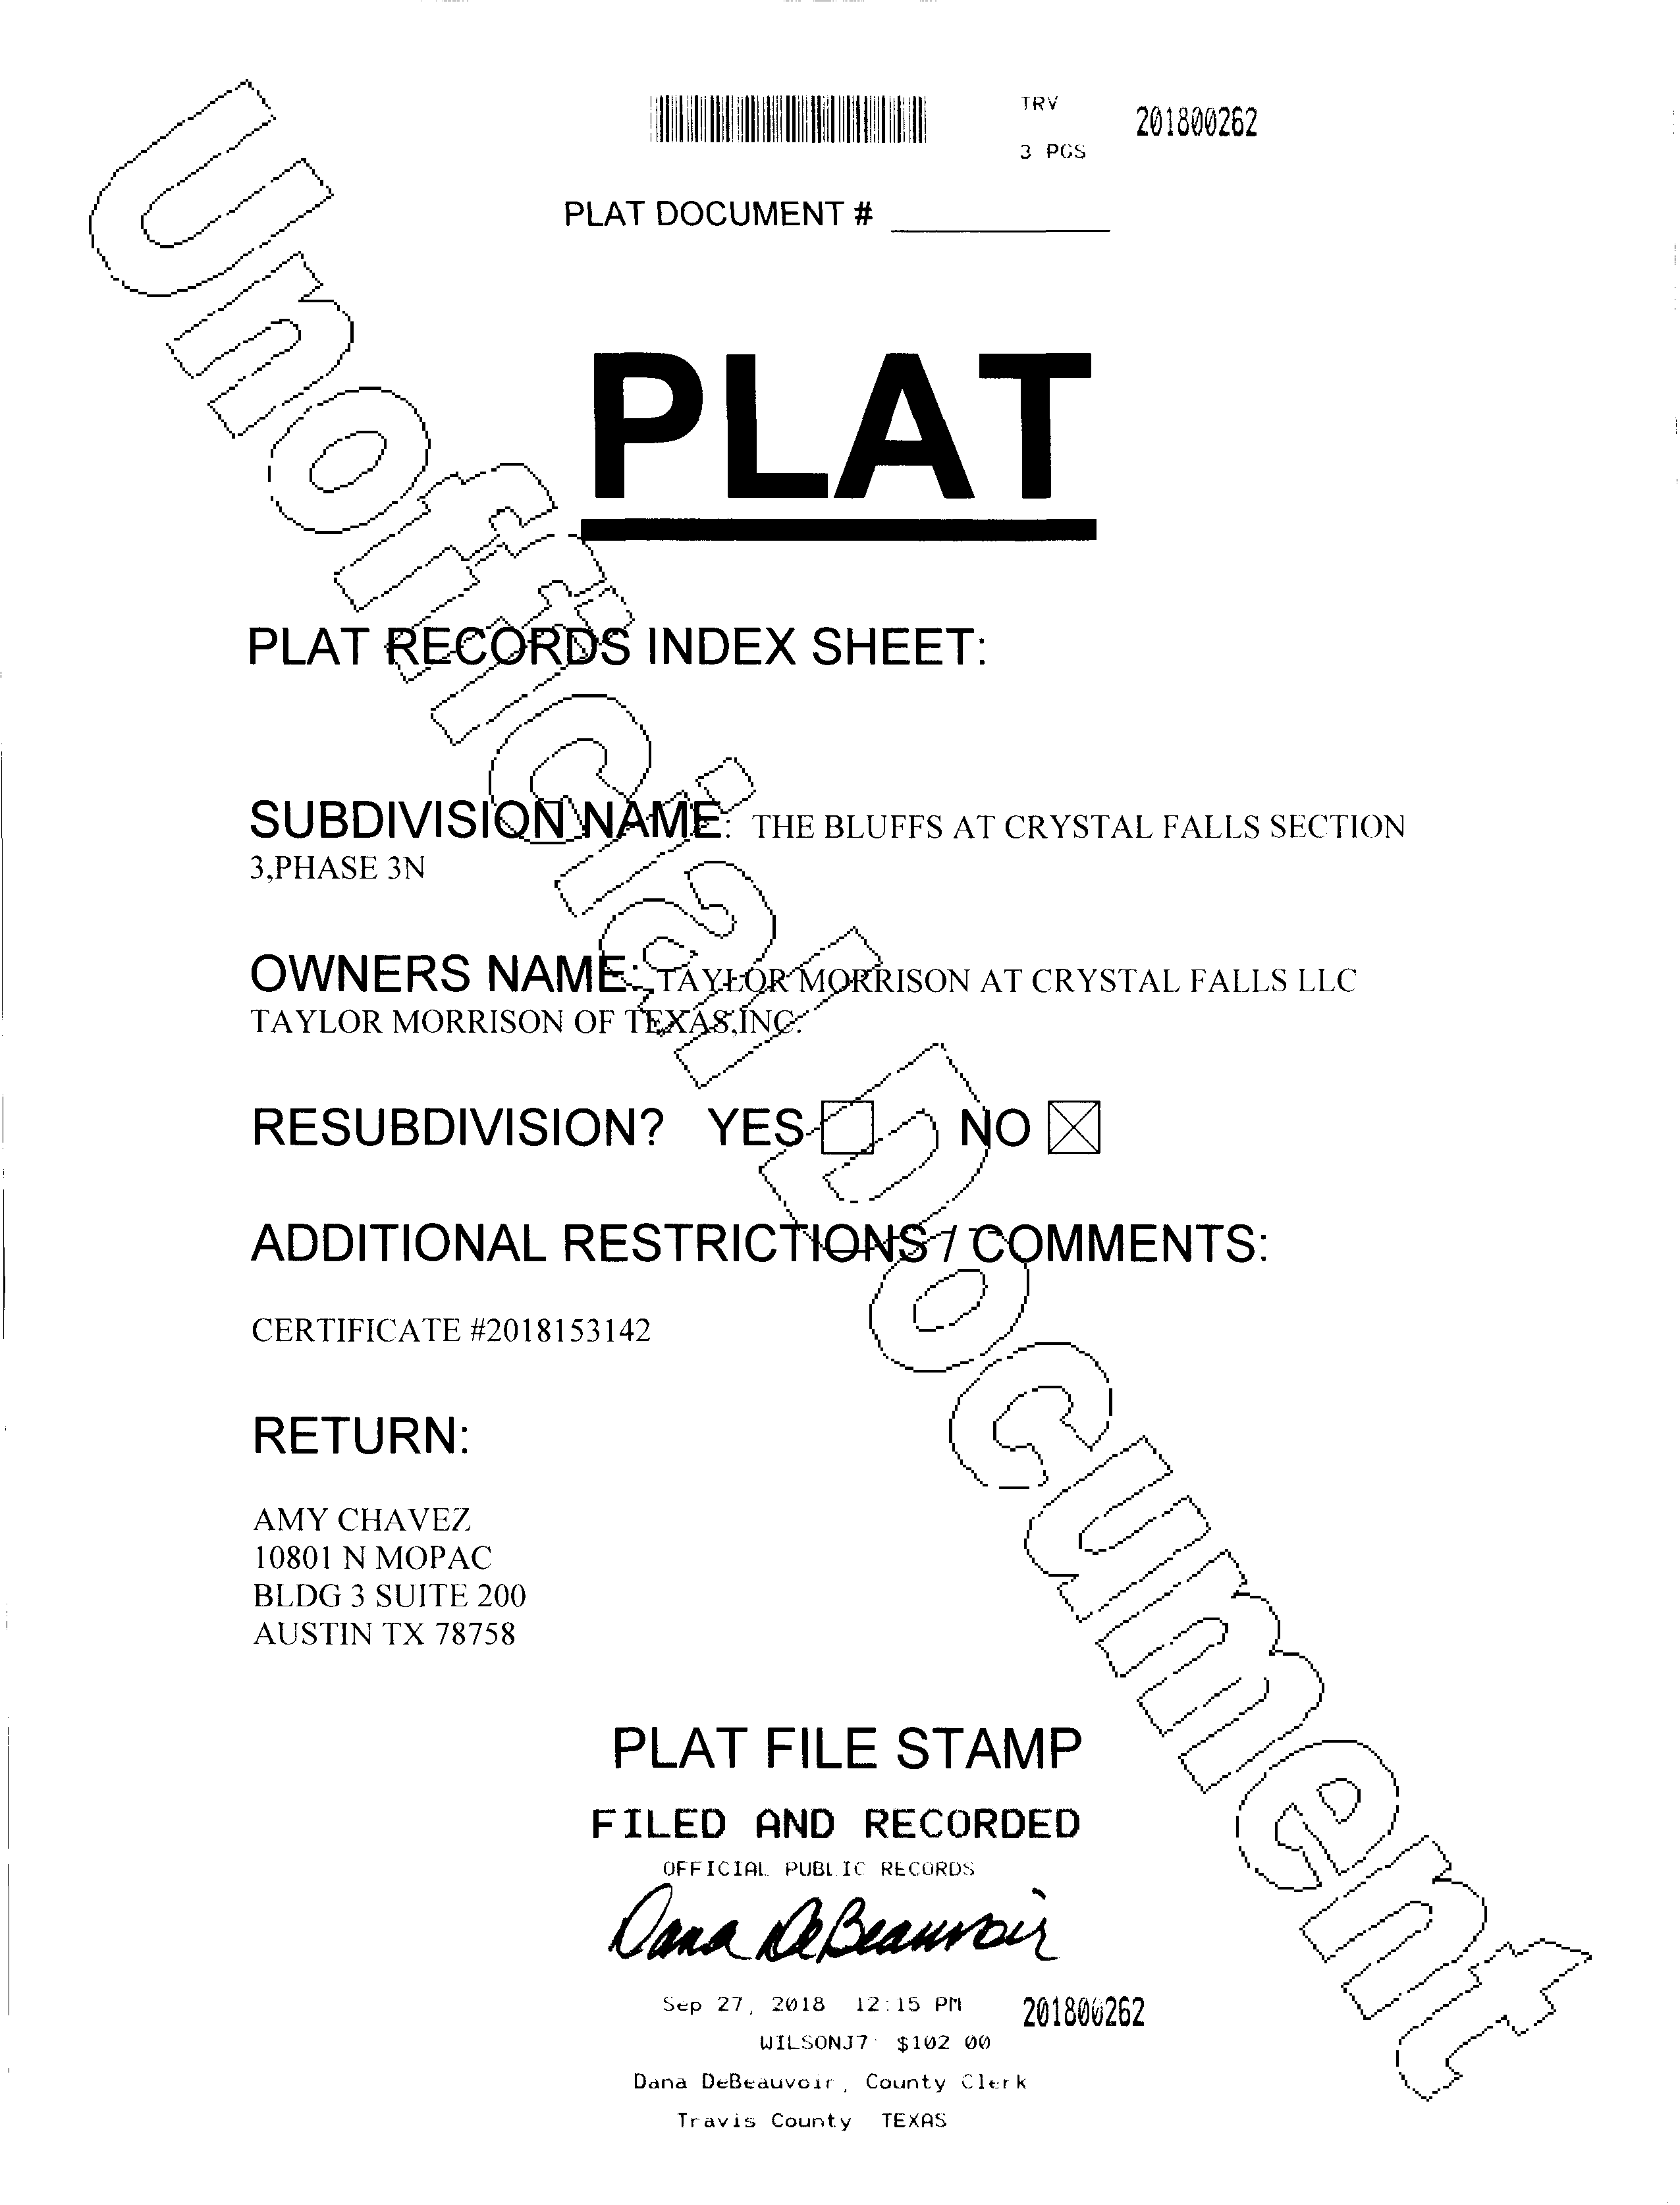 TRV 201800262
3 PGS
PLAT DOCUMENT # ____________
PLAT
PLAT RECORDS INDEX SHEET:
SUBDIVISION NAME: THE BLUFFS AT CRYSTAL FALLS SECTION
3,PHASE 3N
OWNERS NAME: TAYLOR MORRISON AT CRYSTAL FALLS LLC
TAYLOR MORRISON OF TEXAS,INC.
RESUBDIVISION? YES ☐ NO ☒
ADDITIONAL RESTRICTIONS / COMMENTS:
CERTIFICATE #2018153142
RETURN:
AMY CHAVEZ
10801 N MOPAC
BLDG 3 SUITE 200
AUSTIN TX 78758
PLAT FILE STAMP
FILED AND RECORDED
OFFICIAL PUBLIC RECORDS
Dana DeBeauvoir
Sep 27, 2018 12:15 PM 201800262
WILSONJ7 $102 00
Dana DeBeauvoir, County Clerk
Travis County TEXAS
Unofficial Document